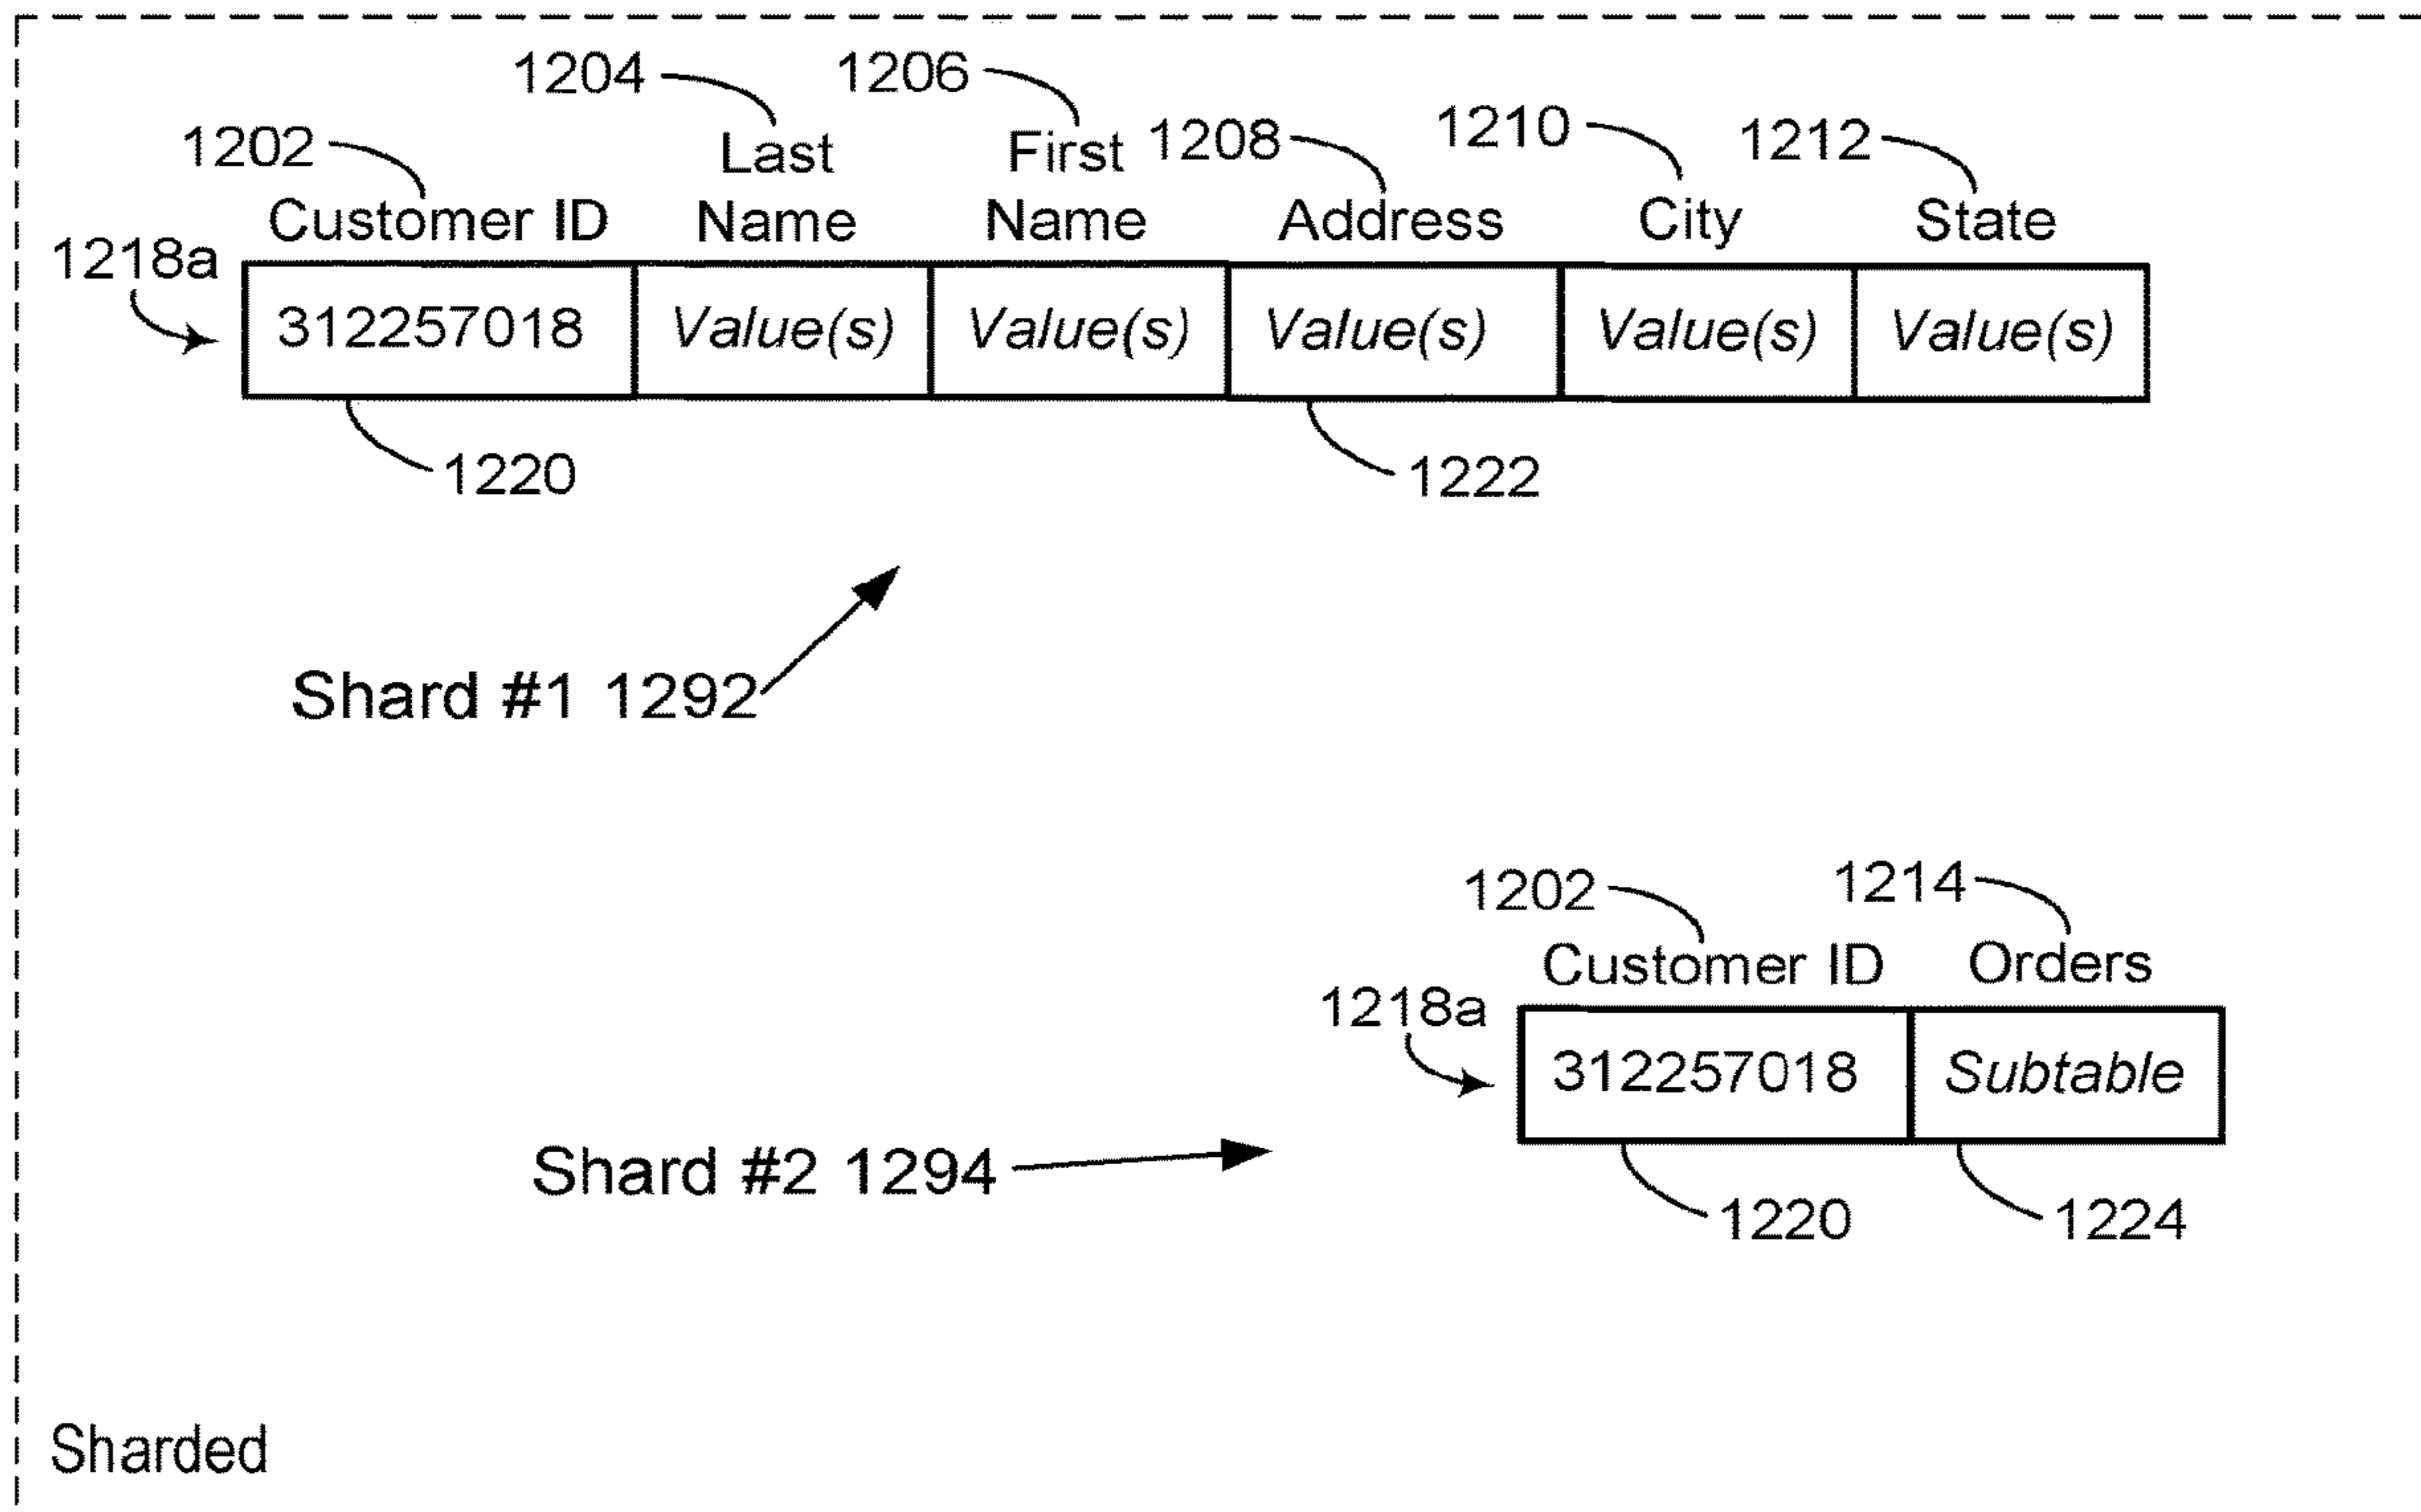 1204 1206
1202 Last First 1208 1210 1212
Customer ID Name Name Address City State
1218a
312257018 Value(s) Value(s) Value(s) Value(s) Value(s)
1220 1222
Shard #1 1292
1202 1214
Customer ID Orders
1218a
312257018 Subtable
Shard #2 1294
1220 1224
Sharded